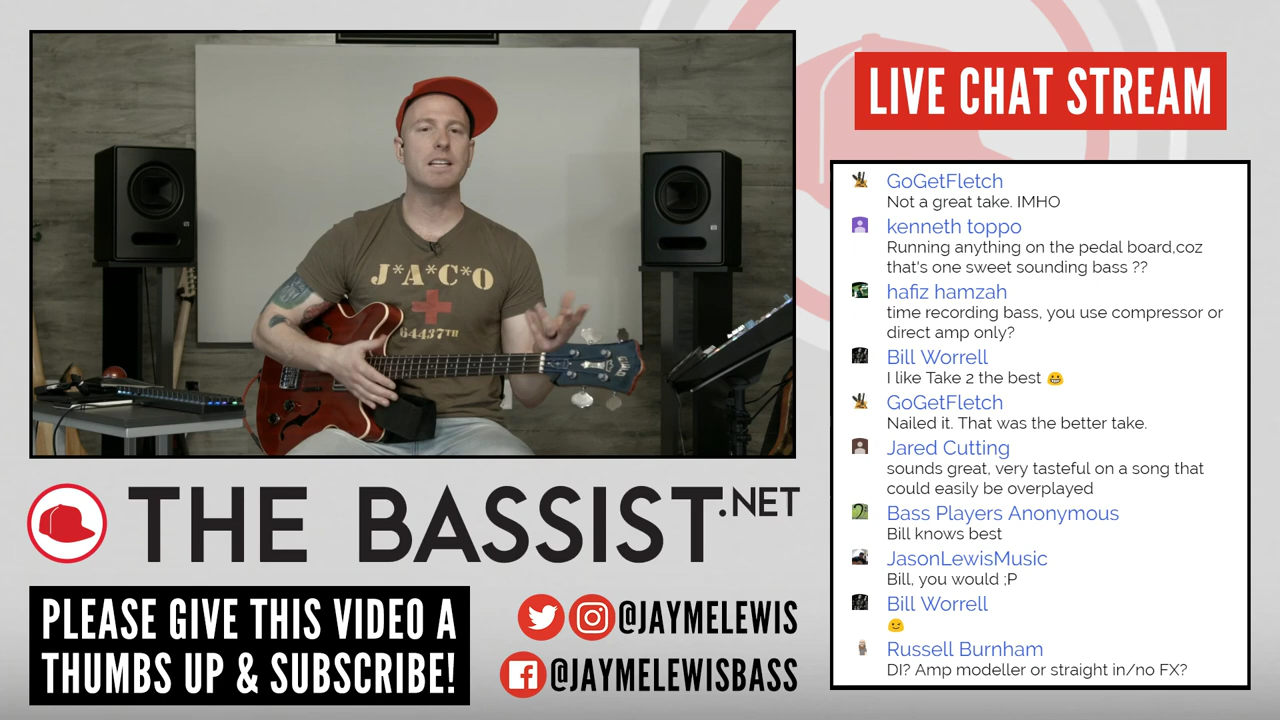 LIVE CHAT STREAM
J*A*C*O
64437TH
GUILD
GoGetFletch
Not a great take. IMHO
kenneth toppo
Running anything on the pedal board,coz
that's one sweet sounding bass ??
hafiz hamzah
time recording bass, you use compressor or
direct amp only?
Bill Worrell
I like Take 2 the best 😀
GoGetFletch
Nailed it. That was the better take.
Jared Cutting
sounds great, very tasteful on a song that
could easily be overplayed
Bass Players Anonymous
Bill knows best
JasonLewisMusic
Bill, you would ;P
Bill Worrell
😉
Russell Burnham
DI? Amp modeller or straight in/no FX?
THE BASSIST.NET
PLEASE GIVE THIS VIDEO A
THUMBS UP & SUBSCRIBE!
@JAYMELEWIS
@JAYMELEWISBASS